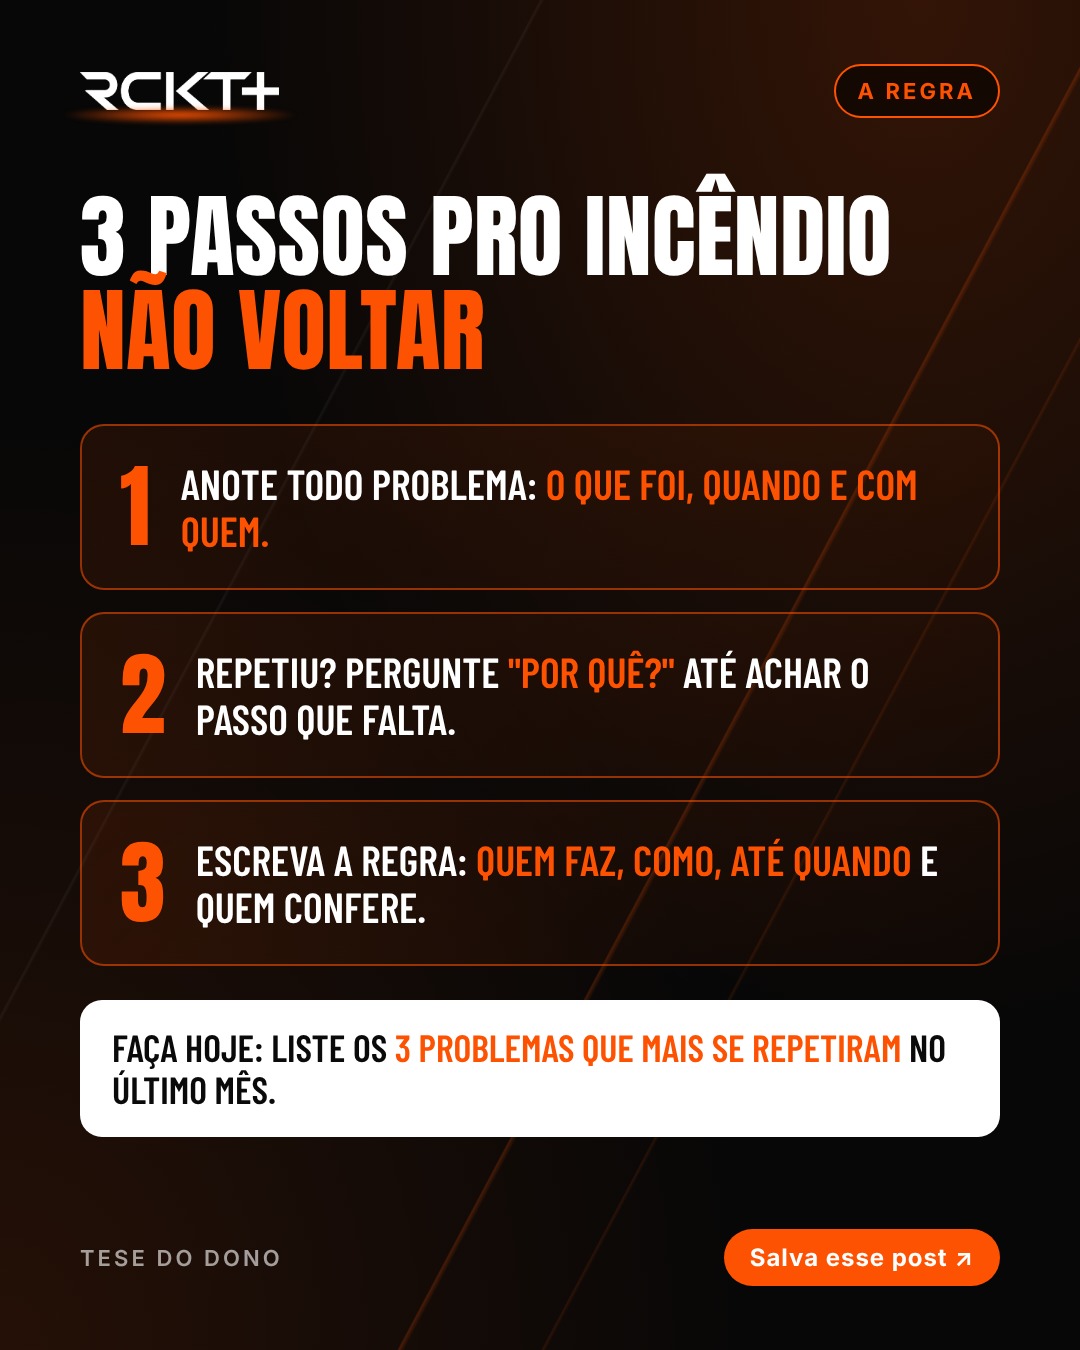 RCKT+
A REGRA
3 PASSOS PRO INCÊNDIO
NÃO VOLTAR
1
ANOTE TODO PROBLEMA: O QUE FOI, QUANDO E COM
QUEM.
2
REPETIU? PERGUNTE "POR QUÊ?" ATÉ ACHAR O
PASSO QUE FALTA.
3
ESCREVA A REGRA: QUEM FAZ, COMO, ATÉ QUANDO E
QUEM CONFERE.
FAÇA HOJE: LISTE OS 3 PROBLEMAS QUE MAIS SE REPETIRAM NO
ÚLTIMO MÊS.
TESE DO DONO
Salva esse post ↗